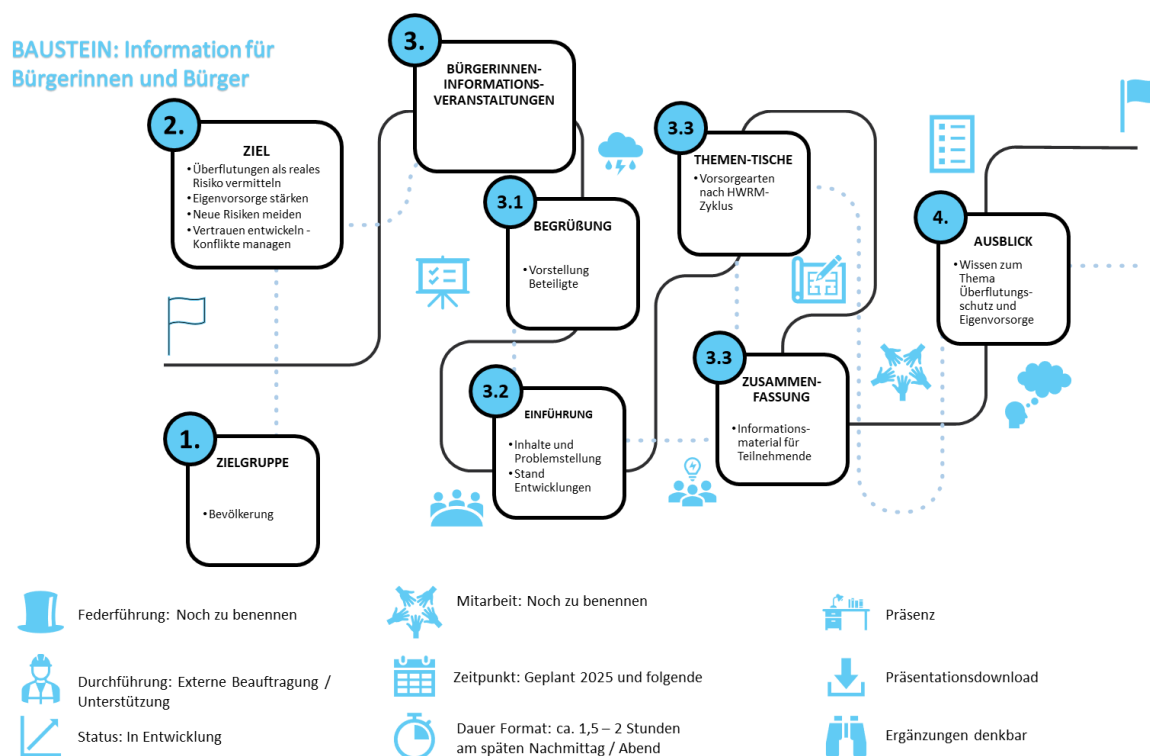 BAUSTEIN: Information für
Bürgerinnen und Bürger
1.
ZIELGRUPPE
• Bevölkerung
2.
ZIEL
• Überflutungen als reales
Risiko vermitteln
• Eigenvorsorge stärken
• Neue Risiken meiden
• Vertrauen entwickeln -
Konflikte managen
3.
BÜRGERINNEN-
INFORMATIONS-
VERANSTALTUNGEN
3.1
BEGRÜßUNG
• Vorstellung
Beteiligte
3.2
EINFÜHRUNG
• Inhalte und
Problemstellung
• Stand
Entwicklungen
3.3
THEMEN-TISCHE
• Vorsorgearten
nach HWRM-
Zyklus
3.3
ZUSAMMEN-
FASSUNG
• Informations-
material für
Teilnehmende
4.
AUSBLICK
• Wissen zum
Thema
Überflutungs-
schutz und
Eigenvorsorge
Federführung: Noch zu benennen
Mitarbeit: Noch zu benennen
Präsenz
Durchführung: Externe Beauftragung /
Unterstützung
Zeitpunkt: Geplant 2025 und folgende
Präsentationsdownload
Status: In Entwicklung
Dauer Format: ca. 1,5 – 2 Stunden
am späten Nachmittag / Abend
Ergänzungen denkbar